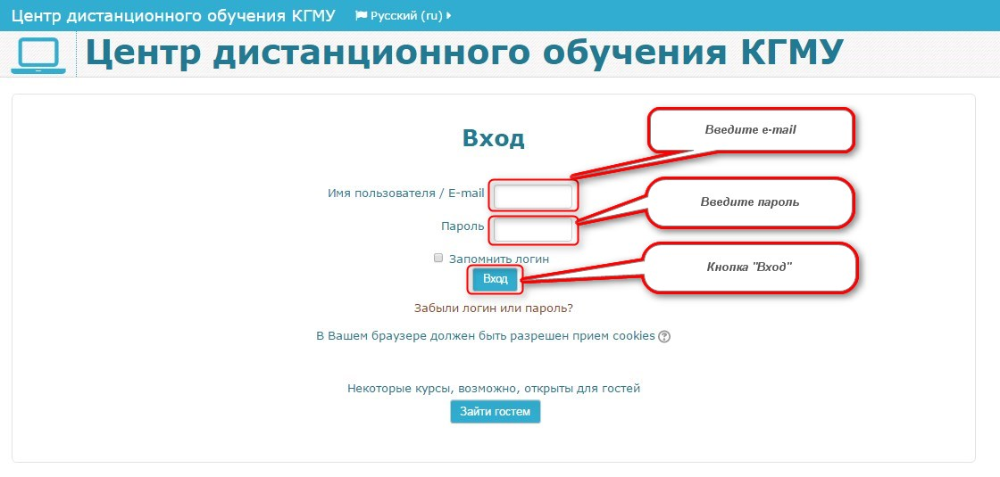 Центр дистанционного обучения КГМУ Русский (ru)
Центр дистанционного обучения КГМУ
Вход
Введите e-mail
Имя пользователя / E-mail
Введите пароль
Пароль
Запомнить логин
Кнопка "Вход"
Вход
Забыли логин или пароль?
В Вашем браузере должен быть разрешен прием cookies ?
Некоторые курсы, возможно, открыты для гостей
Зайти гостем